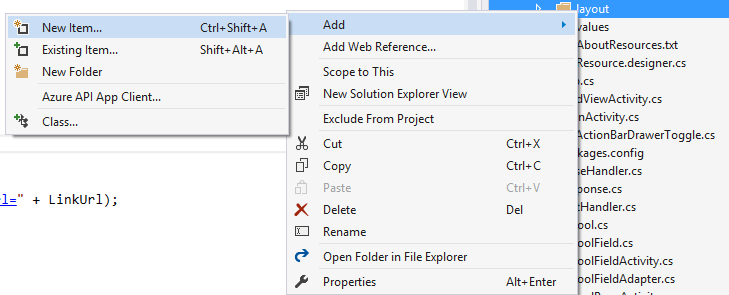 New Item... Ctrl+Shift+A
Existing Item... Shift+Alt+A
New Folder
Azure API App Client...
Class...
Add
Add Web Reference...
Scope to This
New Solution Explorer View
Exclude From Project
Cut Ctrl+X
Copy Ctrl+C
Paste Ctrl+V
Delete Del
Rename
Open Folder in File Explorer
Properties Alt+Enter
layout
values
AboutResources.txt
Resource.designer.cs
.cs
dViewActivity.cs
nActivity.cs
ActionBarDrawerToggle.cs
kages.config
seHandler.cs
ponse.cs
Handler.cs
ool.cs
oolField.cs
oolFieldActivity.cs
oolFieldAdapter.cs
l=" + LinkUrl);